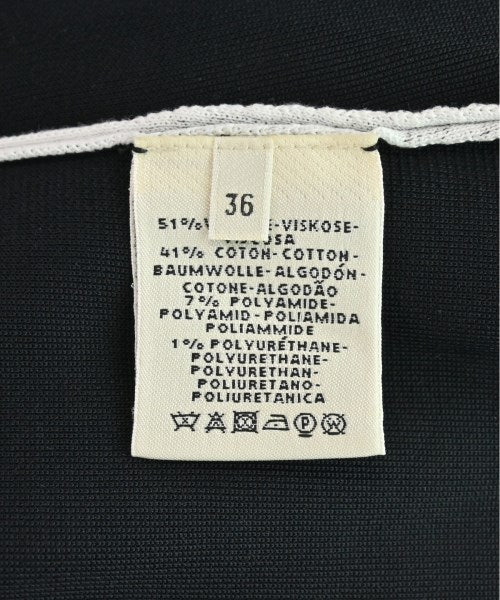 36
51% -VISKOSE-
41% COTON-COTTON-
BAUMWOLLE-ALGODÓN-
COTONE-ALGODÃO
7% POLYAMIDE-
POLYAMID-POLIAMIDA
POLIAMMIDE
1% POLYURÉTHANE-
POLYURETHANE-
POLYURETHAN-
POLIURETANO-
POLIURETANICA
P